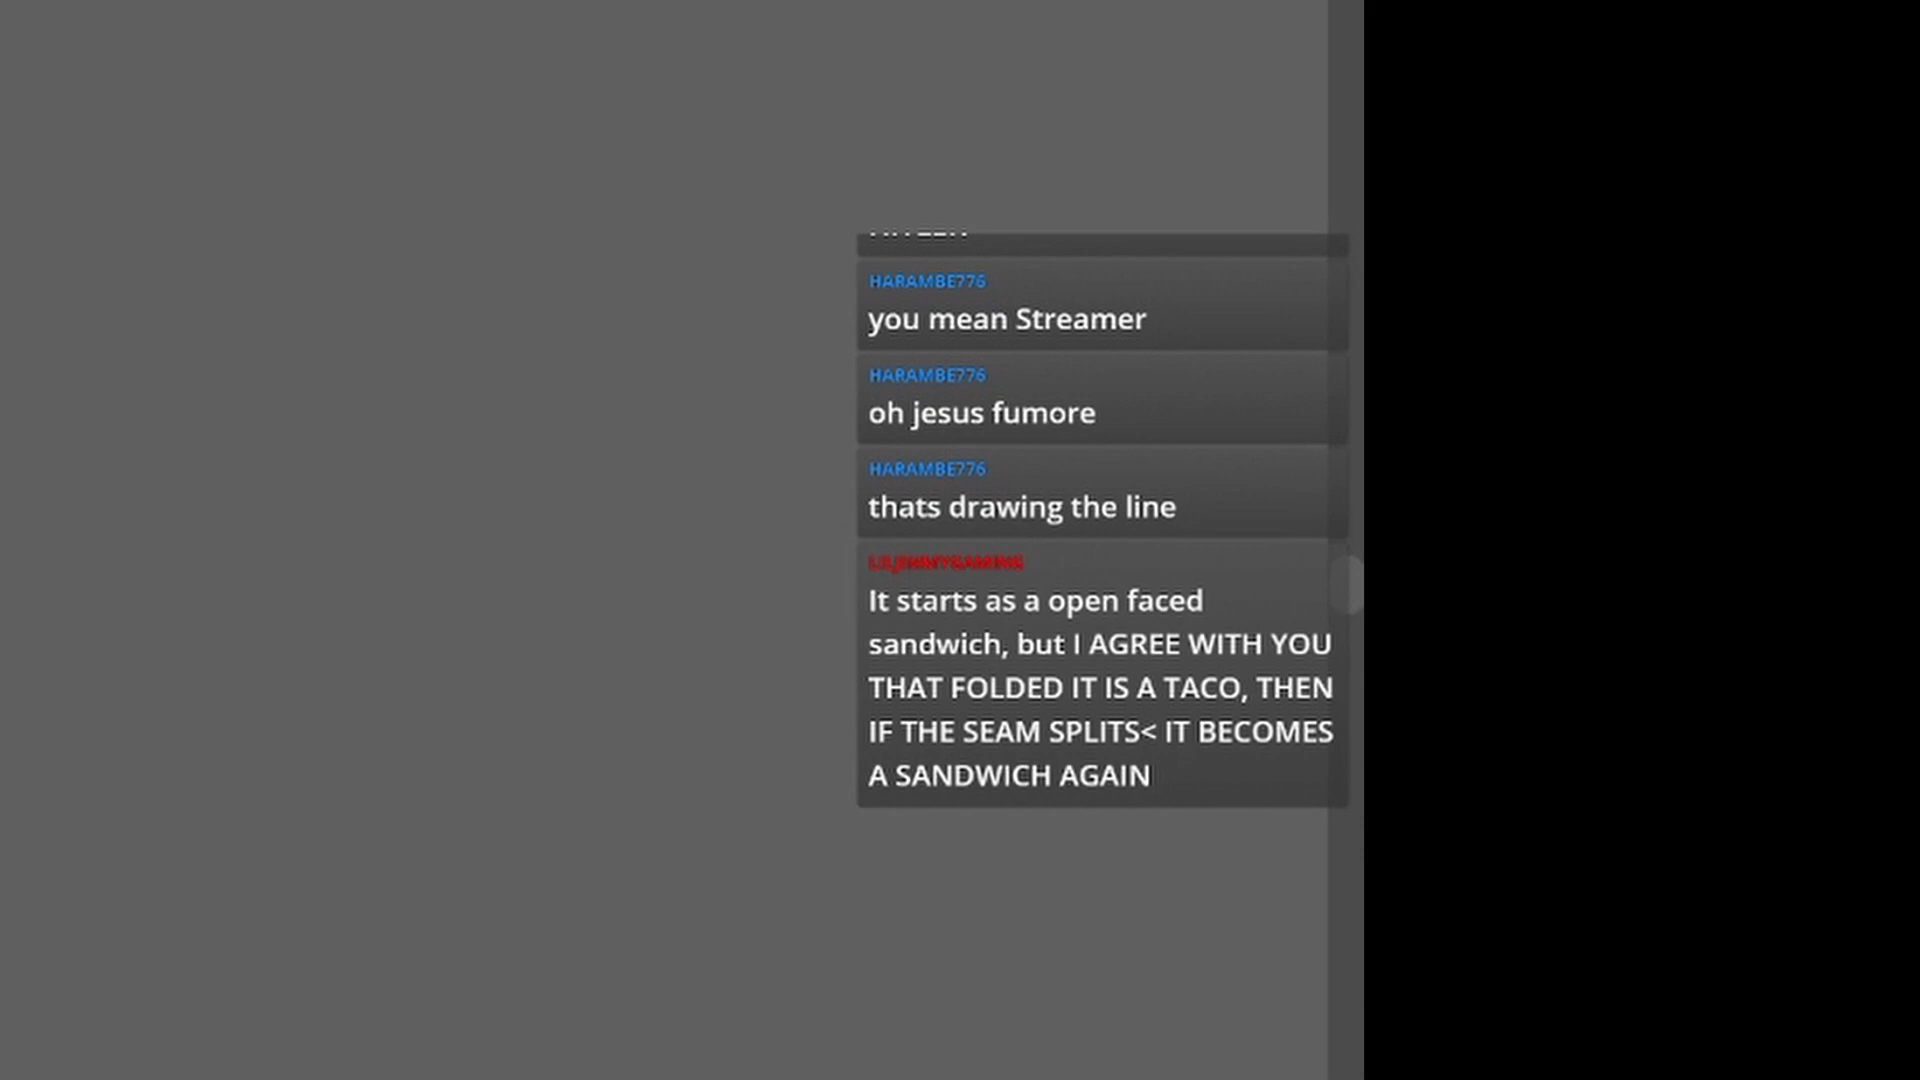 HARAMBE776
you mean Streamer
HARAMBE776
oh jesus fumore
HARAMBE776
thats drawing the line
LILJIMMYGAMING
It starts as a open faced
sandwich, but I AGREE WITH YOU
THAT FOLDED IT IS A TACO, THEN
IF THE SEAM SPLITS< IT BECOMES
A SANDWICH AGAIN